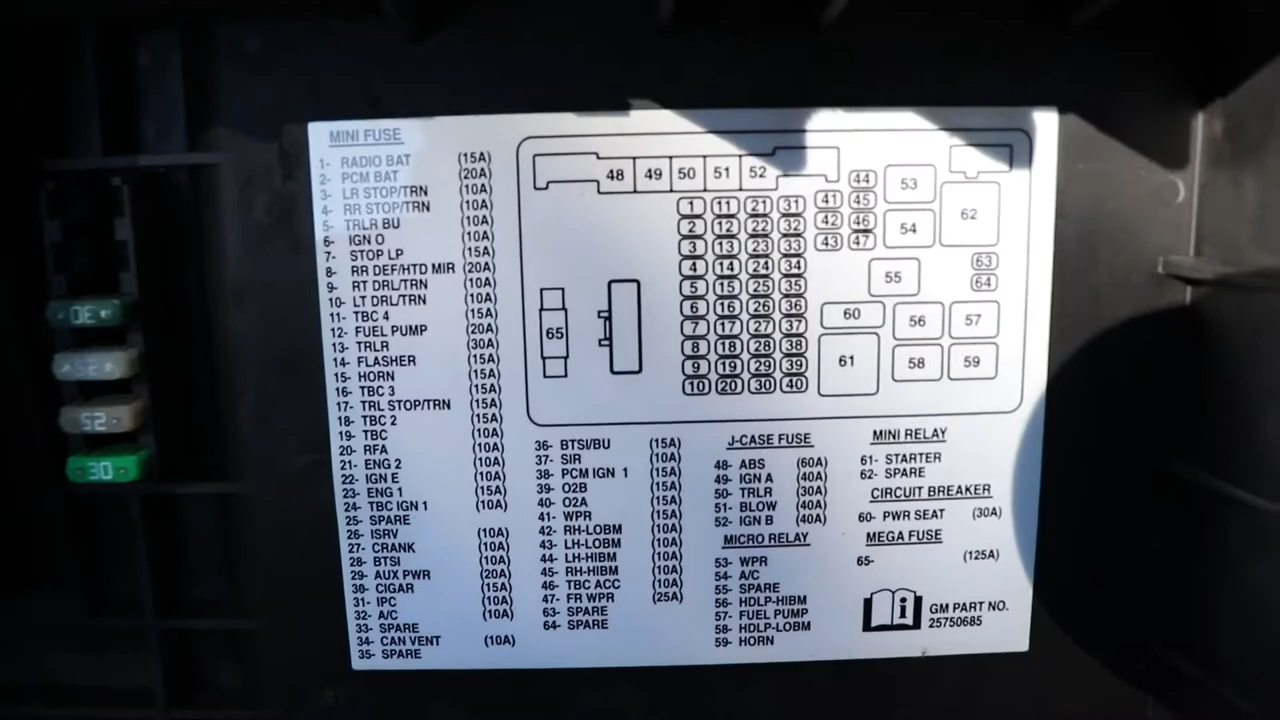 MINI FUSE
1- RADIO BAT (15A)
2- PCM BAT (20A)
3- LR STOP/TRN (10A)
4- RR STOP/TRN (10A)
5- TRLR BU (10A)
6- IGN O (10A)
7- STOP LP (15A)
8- RR DEF/HTD MIR (20A)
9- RT DRL/TRN (10A)
10- LT DRL/TRN (10A)
11- TBC 4 (15A)
12- FUEL PUMP (20A)
13- TRLR (30A)
14- FLASHER (15A)
15- HORN (15A)
16- TBC 3 (15A)
17- TRL STOP/TRN (15A)
18- TBC 2 (15A)
19- TBC (10A)
20- RFA (10A)
21- ENG 2 (10A)
22- IGN E (10A)
23- ENG 1 (15A)
24- TBC IGN 1 (10A)
25- SPARE
26- ISRV (10A)
27- CRANK (10A)
28- BTSI (10A)
29- AUX PWR (20A)
30- CIGAR (15A)
31- IPC (10A)
32- A/C (10A)
33- SPARE
34- CAN VENT (10A)
35- SPARE
48 49 50 51 52
1 11 21 31
2 12 22 32
3 13 23 33
4 14 24 34
5 15 25 35
6 16 26 36
7 17 27 37
8 18 28 38
9 19 29 39
10 20 30 40
44
41 45
42 46
43 47
53
54
62
55
63
64
60
56 57
61
58 59
65
36- BTSI/BU (15A)
37- SIR (10A)
38- PCM IGN 1 (15A)
39- O2B (15A)
40- O2A (15A)
41- WPR (15A)
42- RH-LOBM (10A)
43- LH-LOBM (10A)
44- LH-HIBM (10A)
45- RH-HIBM (10A)
46- TBC ACC (10A)
47- FR WPR (25A)
63- SPARE
64- SPARE
J-CASE FUSE
48- ABS (60A)
49- IGN A (40A)
50- TRLR (30A)
51- BLOW (40A)
52- IGN B (40A)
MICRO RELAY
53- WPR
54- A/C
55- SPARE
56- HDLP-HIBM
57- FUEL PUMP
58- HDLP-LOBM
59- HORN
MINI RELAY
61- STARTER
62- SPARE
CIRCUIT BREAKER
60- PWR SEAT (30A)
MEGA FUSE
65- (125A)
i
GM PART NO.
25750685
30
25
25
30